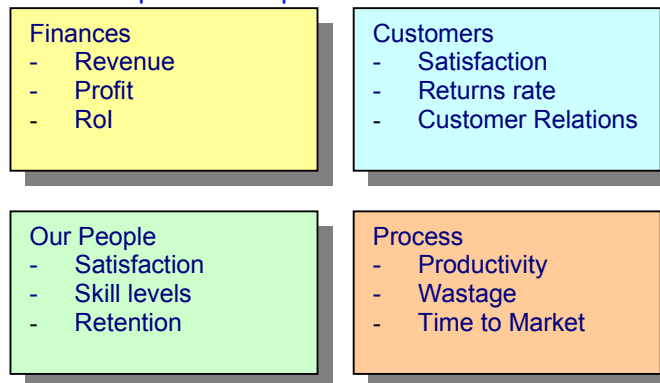 Finances
- Revenue
- Profit
- RoI
Customers
- Satisfaction
- Returns rate
- Customer Relations
Our People
- Satisfaction
- Skill levels
- Retention
Process
- Productivity
- Wastage
- Time to Market